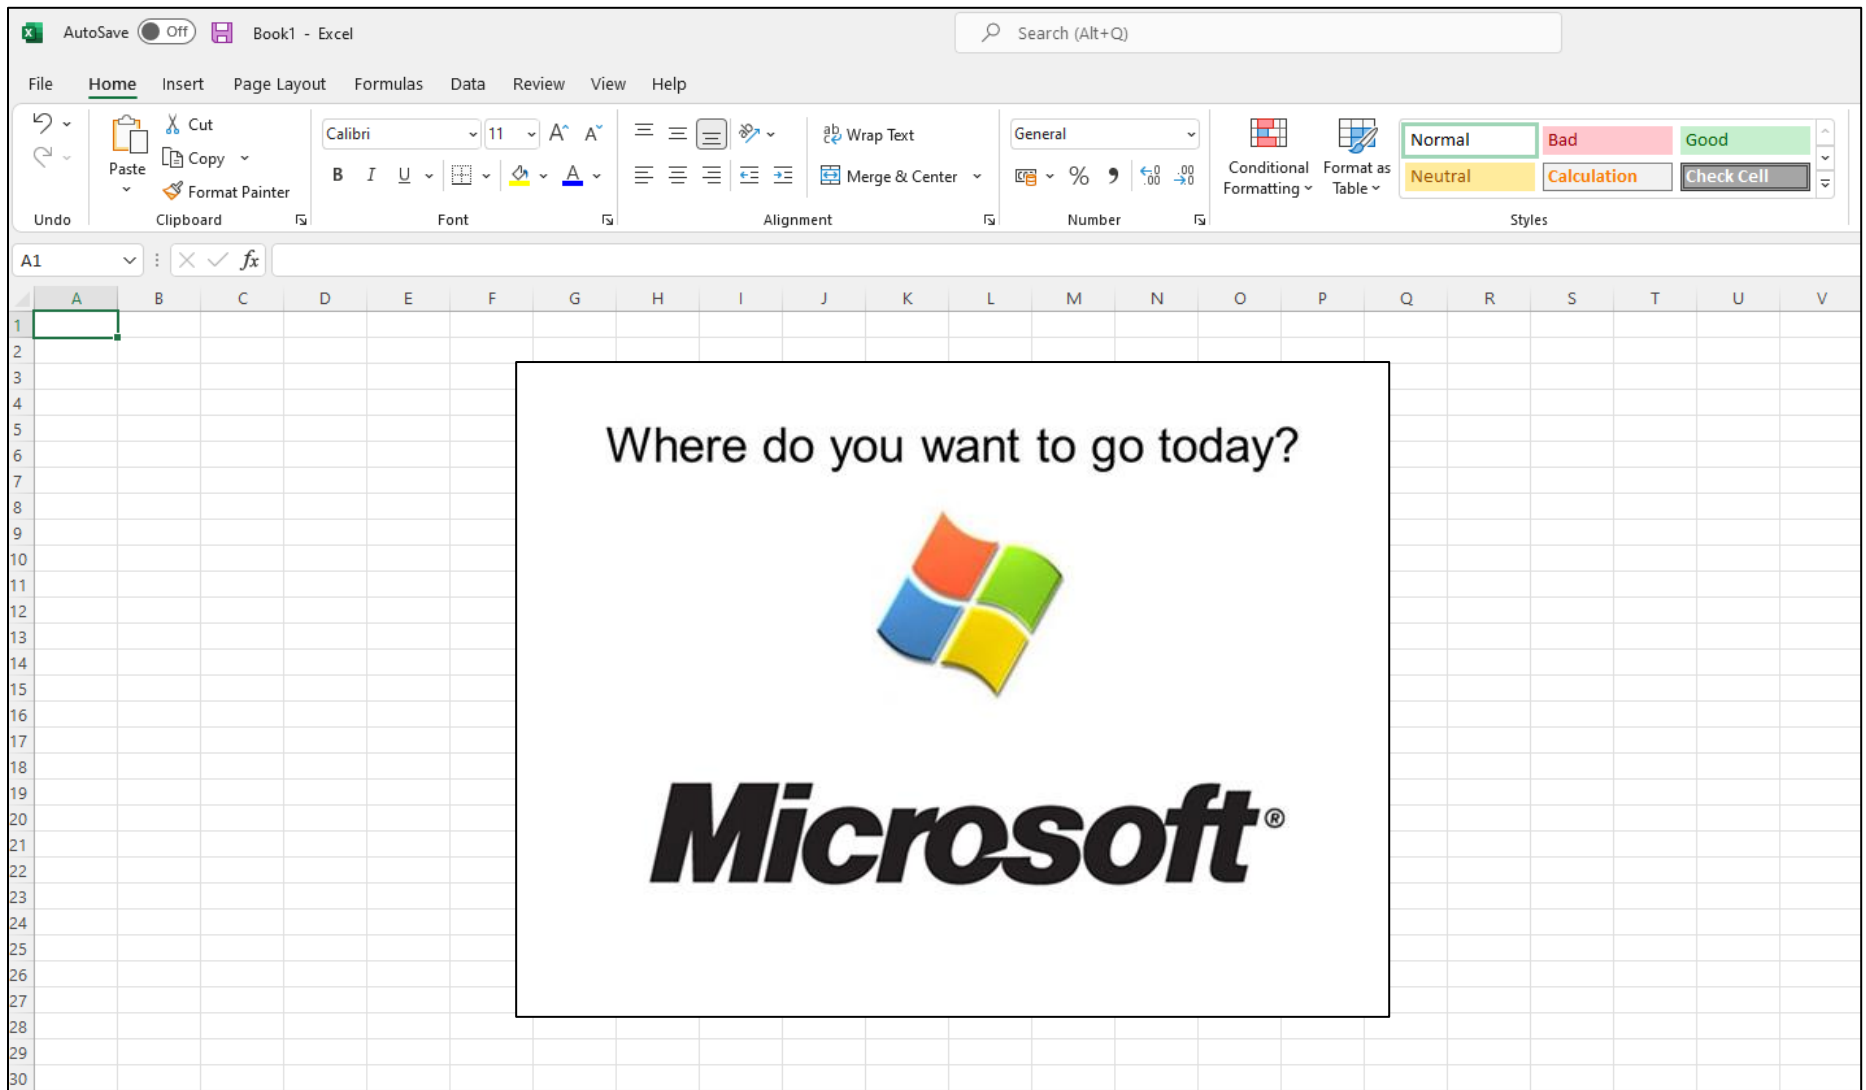 AutoSave Off Book1 - Excel Search (Alt+Q)
File Home Insert Page Layout Formulas Data Review View Help
Paste
Cut
Copy
Format Painter
Calibri 11
B I U A
ab Wrap Text
Merge & Center
General
% 9 .00 .00
Conditional Formatting
Format as Table
Normal Bad Good
Neutral Calculation Check Cell
Undo Clipboard Font Alignment Number Styles
A1 fx
A B C D E F G H I J K L M N O P Q R S T U V
1
2
3
4
5
6
7
8
9
10
11
12
13
14
15
16
17
18
19
20
21
22
23
24
25
26
27
28
29
30
Where do you want to go today?
Microsoft®